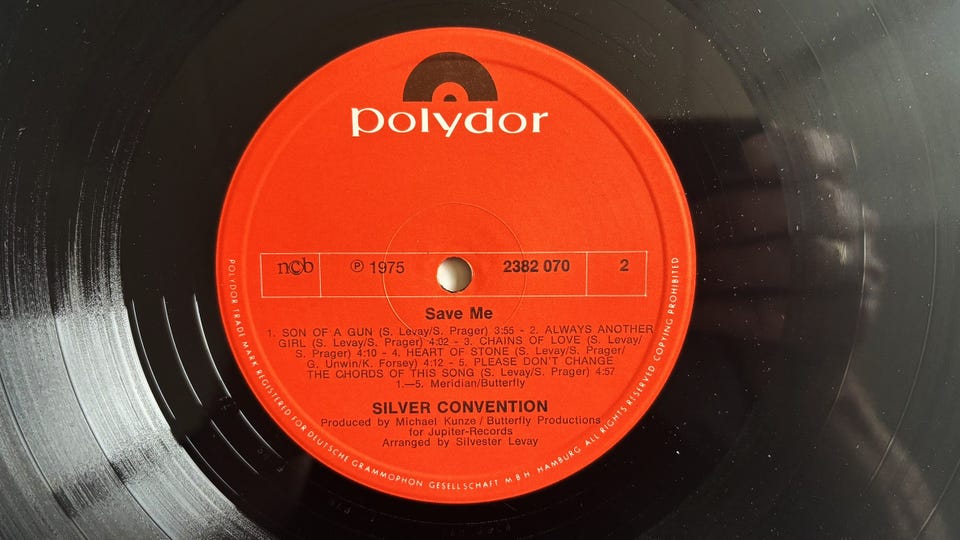 polydor
n©b ℗ 1975 2382 070 2
Save Me
1. SON OF A GUN (S. Levay/S. Prager) 3:55 - 2. ALWAYS ANOTHER
GIRL (S. Levay/S. Prager) 4:02 - 3. CHAINS OF LOVE (S. Levay/
S. Prager) 4:10 - 4. HEART OF STONE (S. Levay/S. Prager/
G. Unwin/K. Forsey) 4:12 - 5. PLEASE DON'T CHANGE
THE CHORDS OF THIS SONG (S. Levay/S. Prager) 4:57
1.—5. Meridian/Butterfly
SILVER CONVENTION
Produced by Michael Kunze / Butterfly Productions
for Jupiter-Records
Arranged by Silvester Levay
POLYDOR TRADE MARK REGISTERED FOR DEUTSCHE GRAMMOPHON GESELLSCHAFT M B H. HAMBURG ALL RIGHTS RESERVED COPYING PROHIBITED